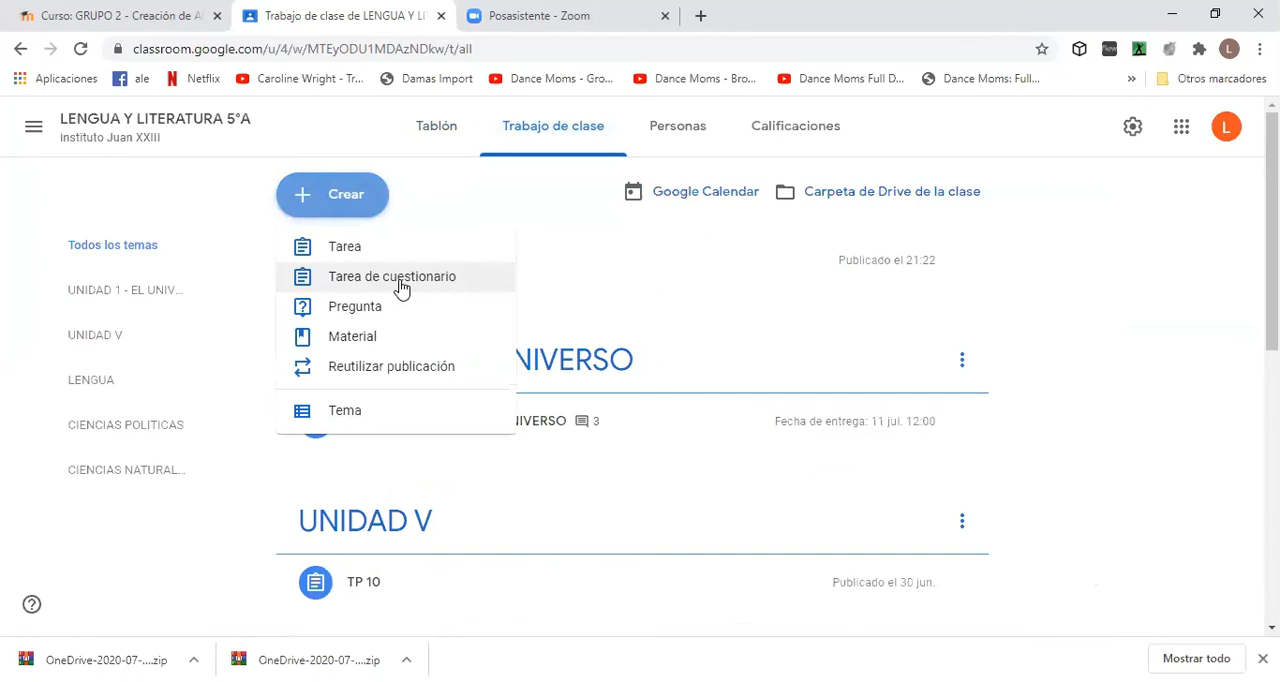 Curso: GRUPO 2 - Creación de Al
Trabajo de clase de LENGUA Y LI
Posasistente - Zoom
classroom.google.com/u/4/w/MTEyODU1MDAzNDkw/t/all
L
Aplicaciones
ale
Netflix
Caroline Wright - Tr...
Damas Import
Dance Moms - Gro...
Dance Moms - Bro...
Dance Moms Full D...
Dance Moms: Full...
»
Otros marcadores
LENGUA Y LITERATURA 5°A
instituto Juan XXIII
Tablón
Trabajo de clase
Personas
Calificaciones
L
Crear
Google Calendar
Carpeta de Drive de la clase
Todos los temas
UNIDAD 1 - EL UNIV...
UNIDAD V
LENGUA
CIENCIAS POLITICAS
CIENCIAS NATURAL...
Tarea
Tarea de cuestionario
Pregunta
Material
Reutilizar publicación
Tema
Publicado el 21:22
NIVERSO
NIVERSO 3
Fecha de entrega: 11 jul. 12:00
UNIDAD V
TP 10
Publicado el 30 jun.
OneDrive-2020-07-....zip
OneDrive-2020-07-....zip
Mostrar todo